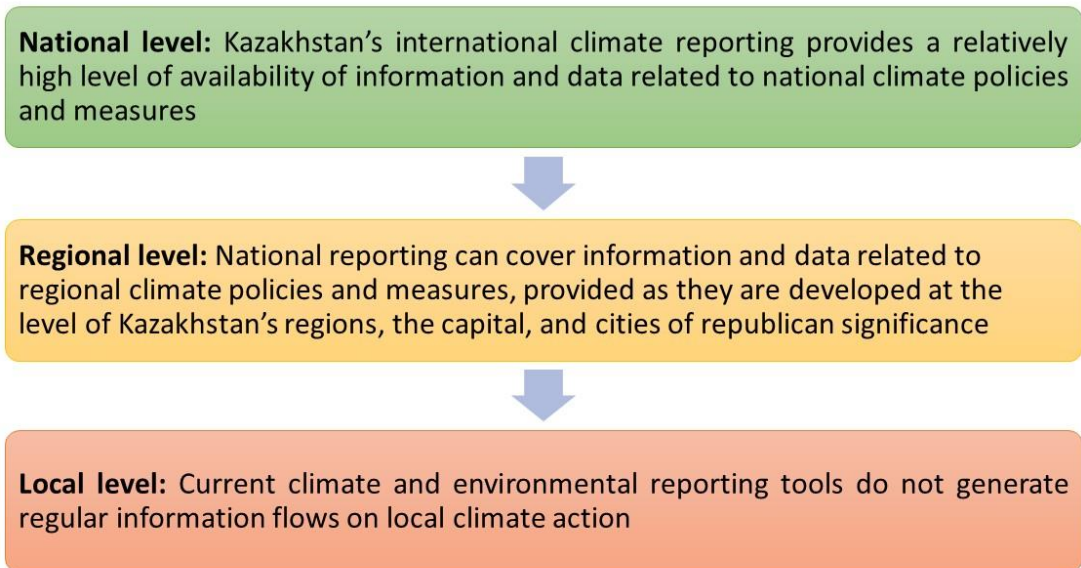 National level: Kazakhstan’s international climate reporting provides a relatively
high level of availability of information and data related to national climate policies
and measures
Regional level: National reporting can cover information and data related to
regional climate policies and measures, provided as they are developed at the
level of Kazakhstan’s regions, the capital, and cities of republican significance
Local level: Current climate and environmental reporting tools do not generate
regular information flows on local climate action